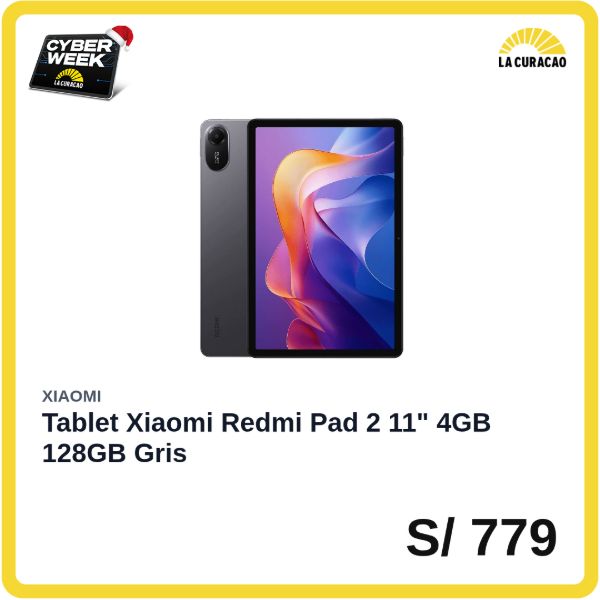 CYBER
WEEK
LA CURACAO
LA CURACAO
XIAOMI
Tablet Xiaomi Redmi Pad 2 11" 4GB
128GB Gris
S/ 779